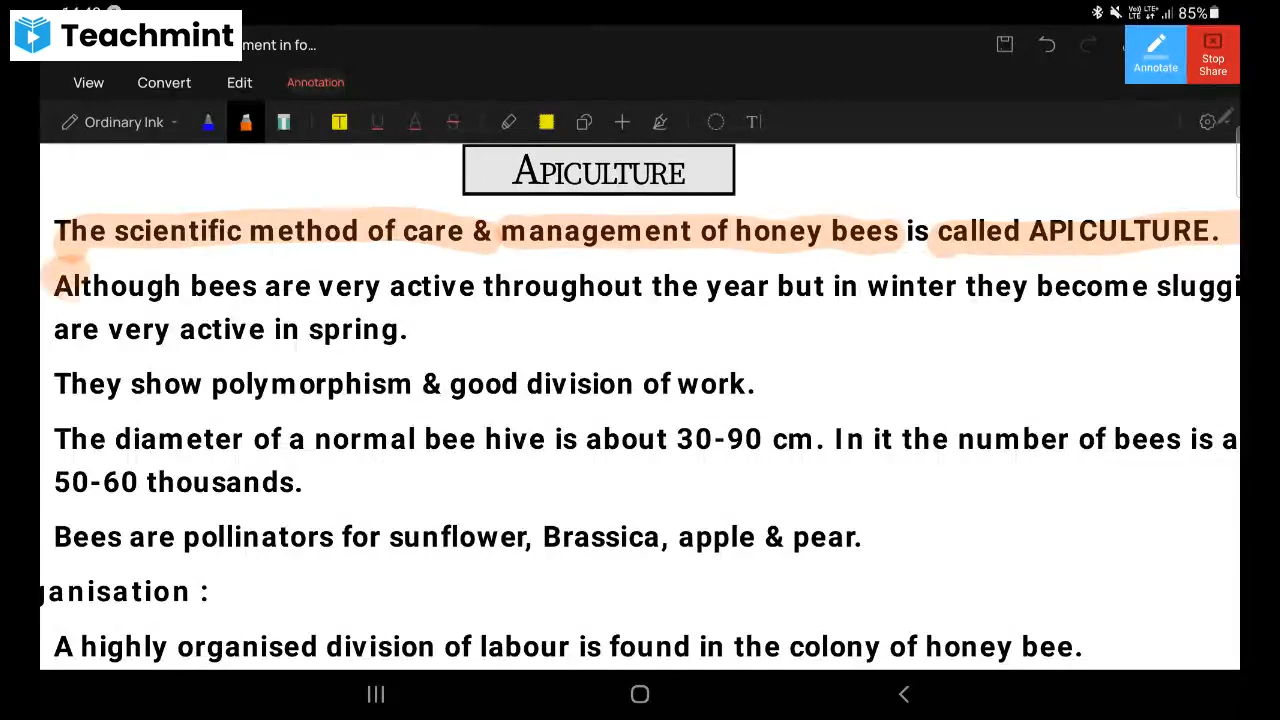 Teachmint
ment in fo...
85%
Annotate
Stop
Share
View Convert Edit Annotation
Ordinary Ink
APICULTURE
The scientific method of care & management of honey bees is called APICULTURE.
Although bees are very active throughout the year but in winter they become sluggi
are very active in spring.
They show polymorphism & good division of work.
The diameter of a normal bee hive is about 30-90 cm. In it the number of bees is a
50-60 thousands.
Bees are pollinators for sunflower, Brassica, apple & pear.
ganisation :
A highly organised division of labour is found in the colony of honey bee.